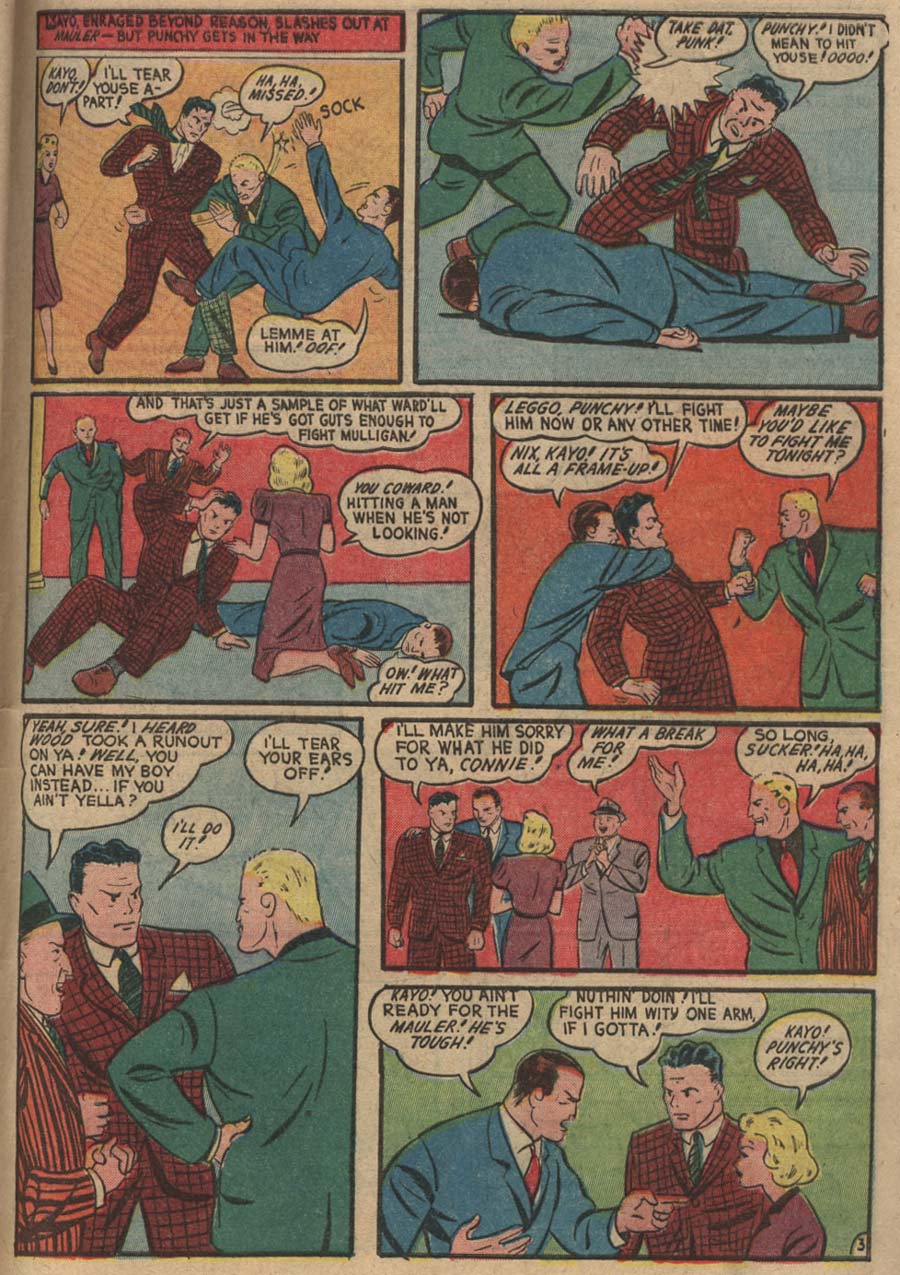 KAYO, ENRAGED BEYOND REASON, SLASHES OUT AT
MAULER — BUT PUNCHY GETS IN THE WAY
KAYO,
DON'T!
I'LL TEAR
YOUSE A-
PART!
HA, HA,
MISSED!
SOCK
LEMME AT
HIM! OOF!
TAKE DAT,
PUNK!
PUNCHY! I DIDN'T
MEAN TO HIT
YOUSE! OOOO!
AND THAT'S JUST A SAMPLE OF WHAT WARD'LL
GET IF HE'S GOT GUTS ENOUGH TO
FIGHT MULLIGAN!
YOU COWARD!
HITTING A MAN
WHEN HE'S NOT
LOOKING!
OW! WHAT
HIT ME?
LEGGO, PUNCHY! I'LL FIGHT
HIM NOW OR ANY OTHER TIME!
NIX, KAYO! IT'S
ALL A FRAME-UP!
MAYBE
YOU'D LIKE
TO FIGHT ME
TONIGHT?
YEAH, SURE! I HEARD
WOOD TOOK A RUNOUT
ON YA! WELL, YOU
CAN HAVE MY BOY
INSTEAD... IF YOU
AIN'T YELLA?
I'LL DO
IT!
I'LL TEAR
YOUR EARS
OFF!
I'LL MAKE HIM SORRY
FOR WHAT HE DID
TO YA, CONNIE!
WHAT A BREAK
FOR
ME!
SO LONG,
SUCKER! HA, HA,
HA, HA!
KAYO! YOU AIN'T
READY FOR THE
MAULER! HE'S
TOUGH!
NUTHIN' DOIN'! I'LL
FIGHT HIM WITY ONE ARM,
IF I GOTTA!
KAYO!
PUNCHY'S
RIGHT!
3